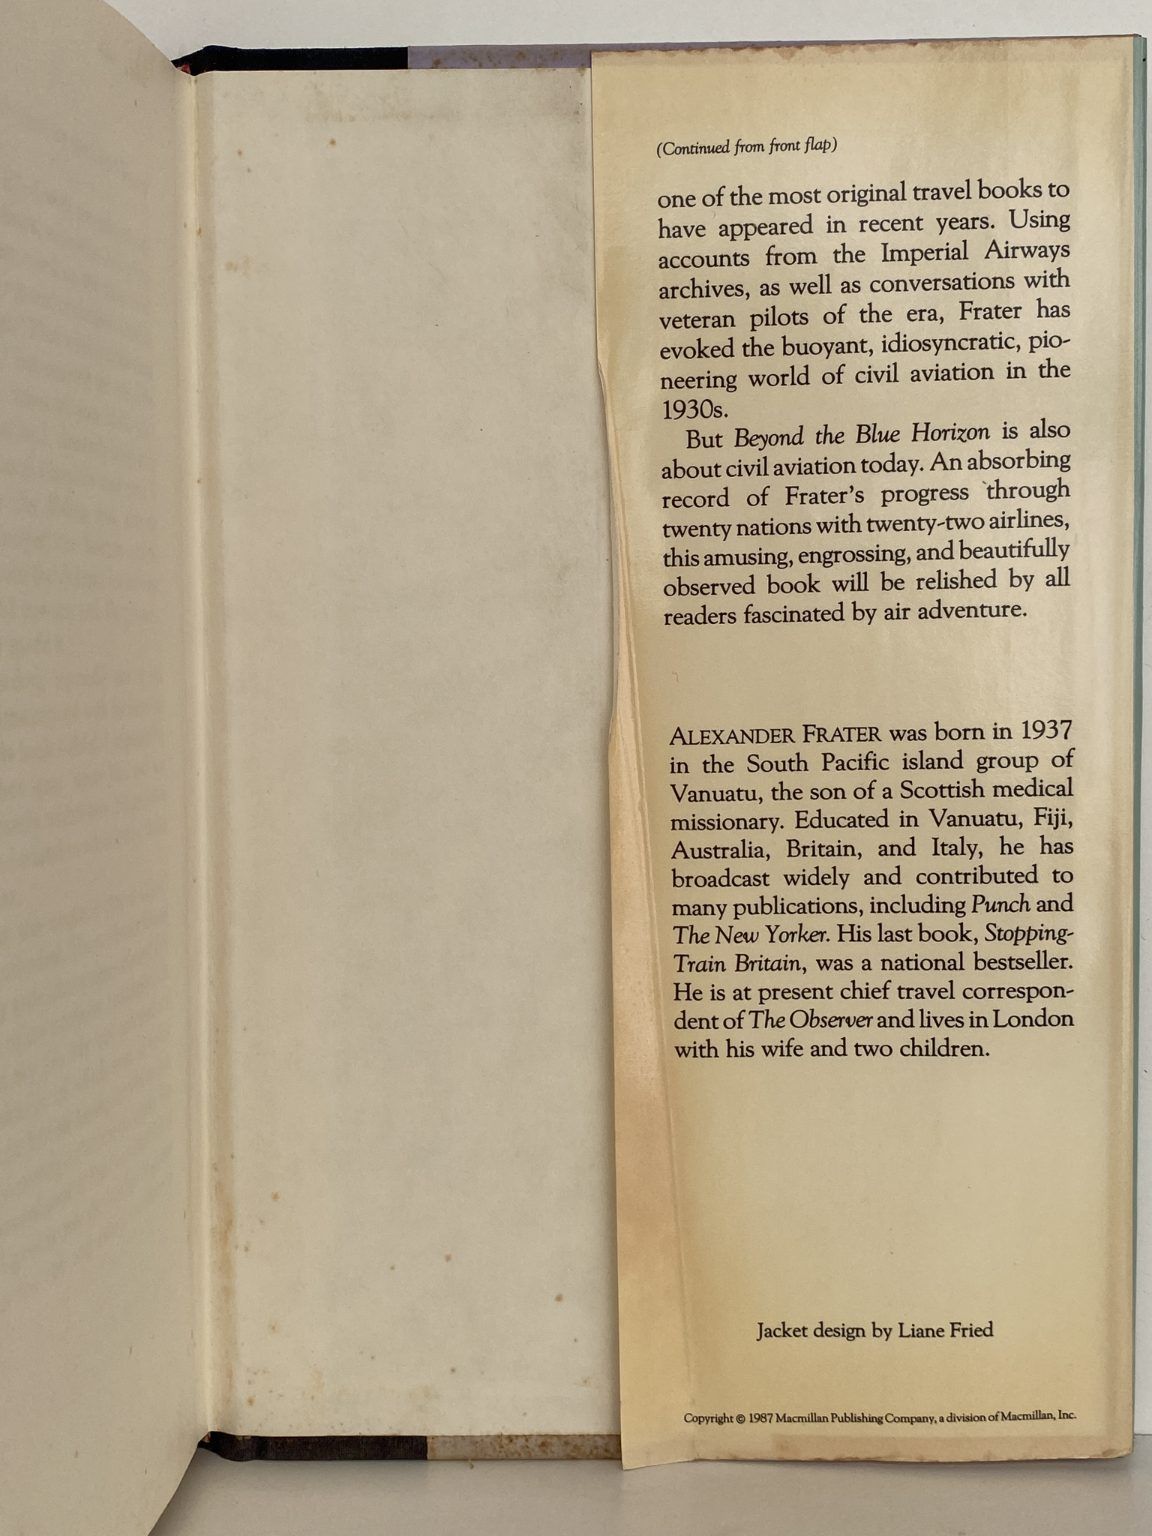 (Continued from front flap)
one of the most original travel books to
have appeared in recent years. Using
accounts from the Imperial Airways
archives, as well as conversations with
veteran pilots of the era, Frater has
evoked the buoyant, idiosyncratic, pio-
neering world of civil aviation in the
1930s.
But Beyond the Blue Horizon is also
about civil aviation today. An absorbing
record of Frater's progress through
twenty nations with twenty-two airlines,
this amusing, engrossing, and beautifully
observed book will be relished by all
readers fascinated by air adventure.
ALEXANDER FRATER was born in 1937
in the South Pacific island group of
Vanuatu, the son of a Scottish medical
missionary. Educated in Vanuatu, Fiji,
Australia, Britain, and Italy, he has
broadcast widely and contributed to
many publications, including Punch and
The New Yorker. His last book, Stopping-
Train Britain, was a national bestseller.
He is at present chief travel correspon-
dent of The Observer and lives in London
with his wife and two children.
Jacket design by Liane Fried
Copyright © 1987 Macmillan Publishing Company, a division of Macmillan, Inc.